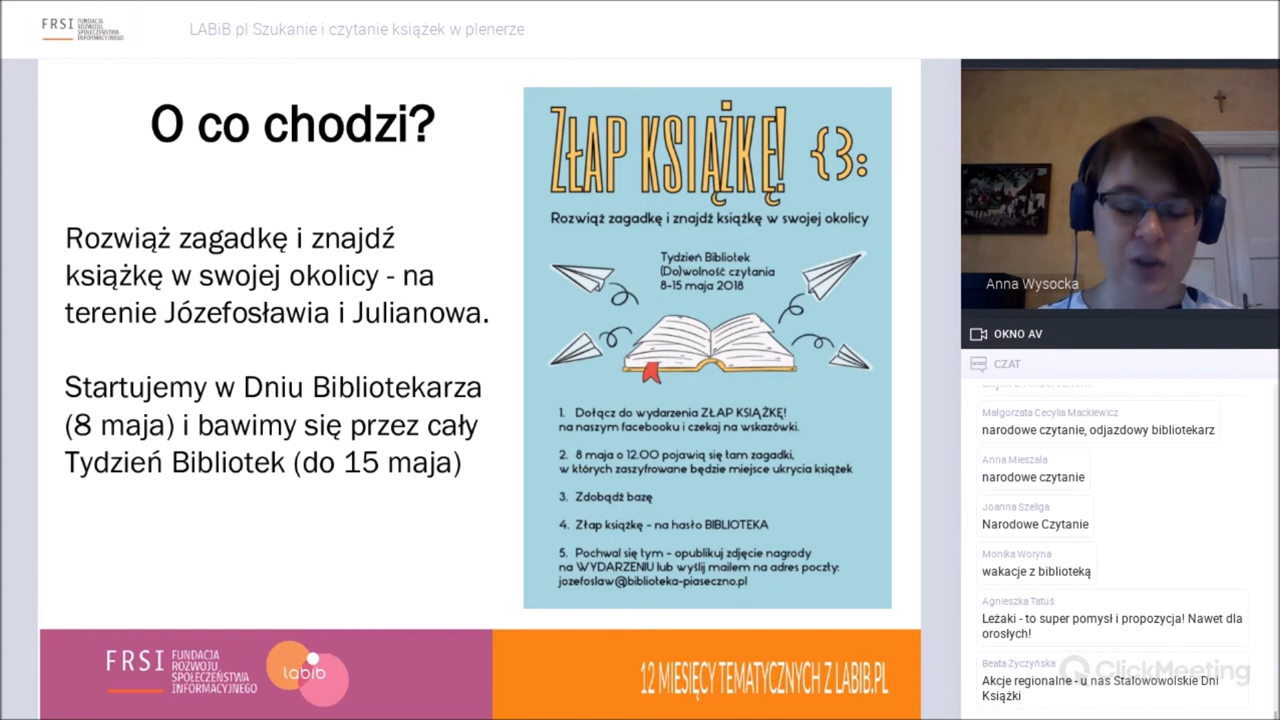 FRSI FUNDACJA
ROZWOJU
SPOŁECZEŃSTWA
INFORMACYJNEGO
LABiB.pl Szukanie i czytanie książek w plenerze
O co chodzi?
Rozwiąż zagadkę i znajdź
książkę w swojej okolicy - na
terenie Józefosławia i Julianowa.
Startujemy w Dniu Bibliotekarza
(8 maja) i bawimy się przez cały
Tydzień Bibliotek (do 15 maja)
ZŁAP KSIĄŻKĘ! {3:
Rozwiąż zagadkę i znajdź książkę w swojej okolicy
Tydzień Bibliotek
(Do)wolność czytania
8-15 maja 2018
1. Dołącz do wydarzenia ZŁAP KSIĄŻKĘ!
na naszym facebooku i czekaj na wskazówki.
2. 8 maja o 12.00 pojawią się tam zagadki,
w których zaszyfrowane będzie miejsce ukrycia książek
3. Zdobądź bazę
4. Złap książkę - na hasło BIBLIOTEKA
5. Pochwal się tym - opublikuj zdjęcie nagrody
na WYDARZENIU lub wyślij mailem na adres poczty:
jozefoslaw@biblioteka-piaseczno.pl
FRSI FUNDACJA
ROZWOJU
SPOŁECZEŃSTWA
INFORMACYJNEGO
labib
12 MIESIĘCY TEMATYCZNYCH Z LABIB.PL
Anna Wysocka
OKNO AV
CZAT
Małgorzata Cecylia Mackiewicz
narodowe czytanie, odjazdowy bibliotekarz
Anna Mieszała
narodowe czytanie
Joanna Szeliga
Narodowe Czytanie
Monika Woryna
wakacje z biblioteką
Agnieszka Tatuś
Leżaki - to super pomysł i propozycja! Nawet dla
orosłych!
Beata Życzyńska
Akcje regionalne - u nas Stalowowolskie Dni
Książki
ClickMeeting